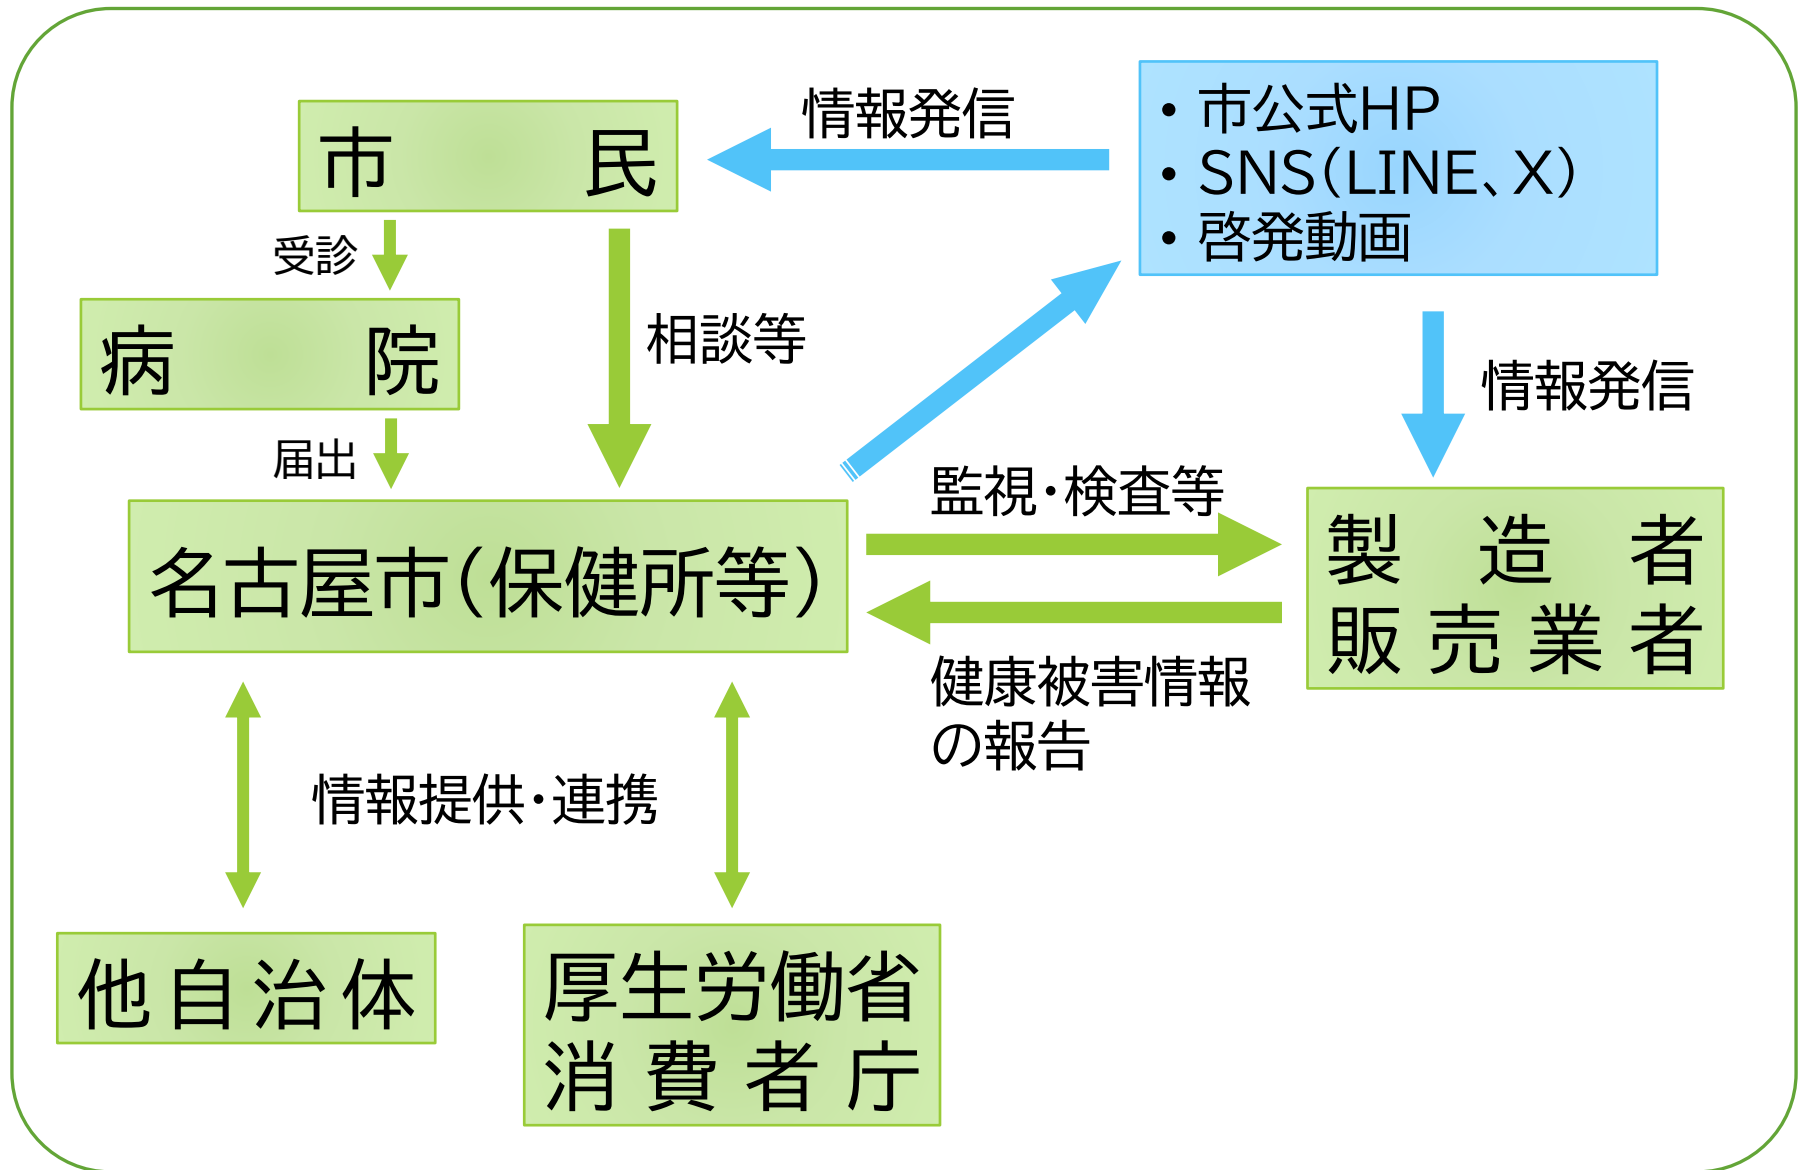 市民
情報発信
• 市公式HP
• SNS(LINE、X)
• 啓発動画
受診
相談等
病院
情報発信
届出
監視・検査等
名古屋市(保健所等)
製造者
販売業者
健康被害情報
の報告
情報提供・連携
他自治体
厚生労働省
消費者庁